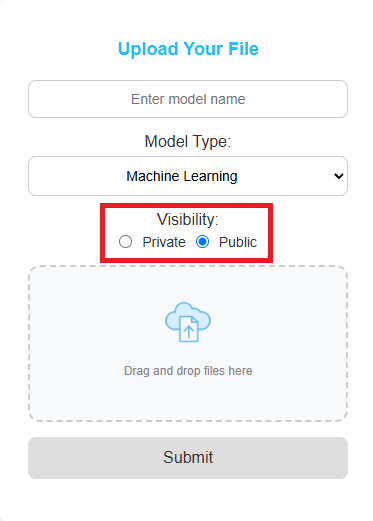 Upload Your File
Enter model name
Model Type:
Machine Learning
Visibility:
Private Public
Drag and drop files here
Submit